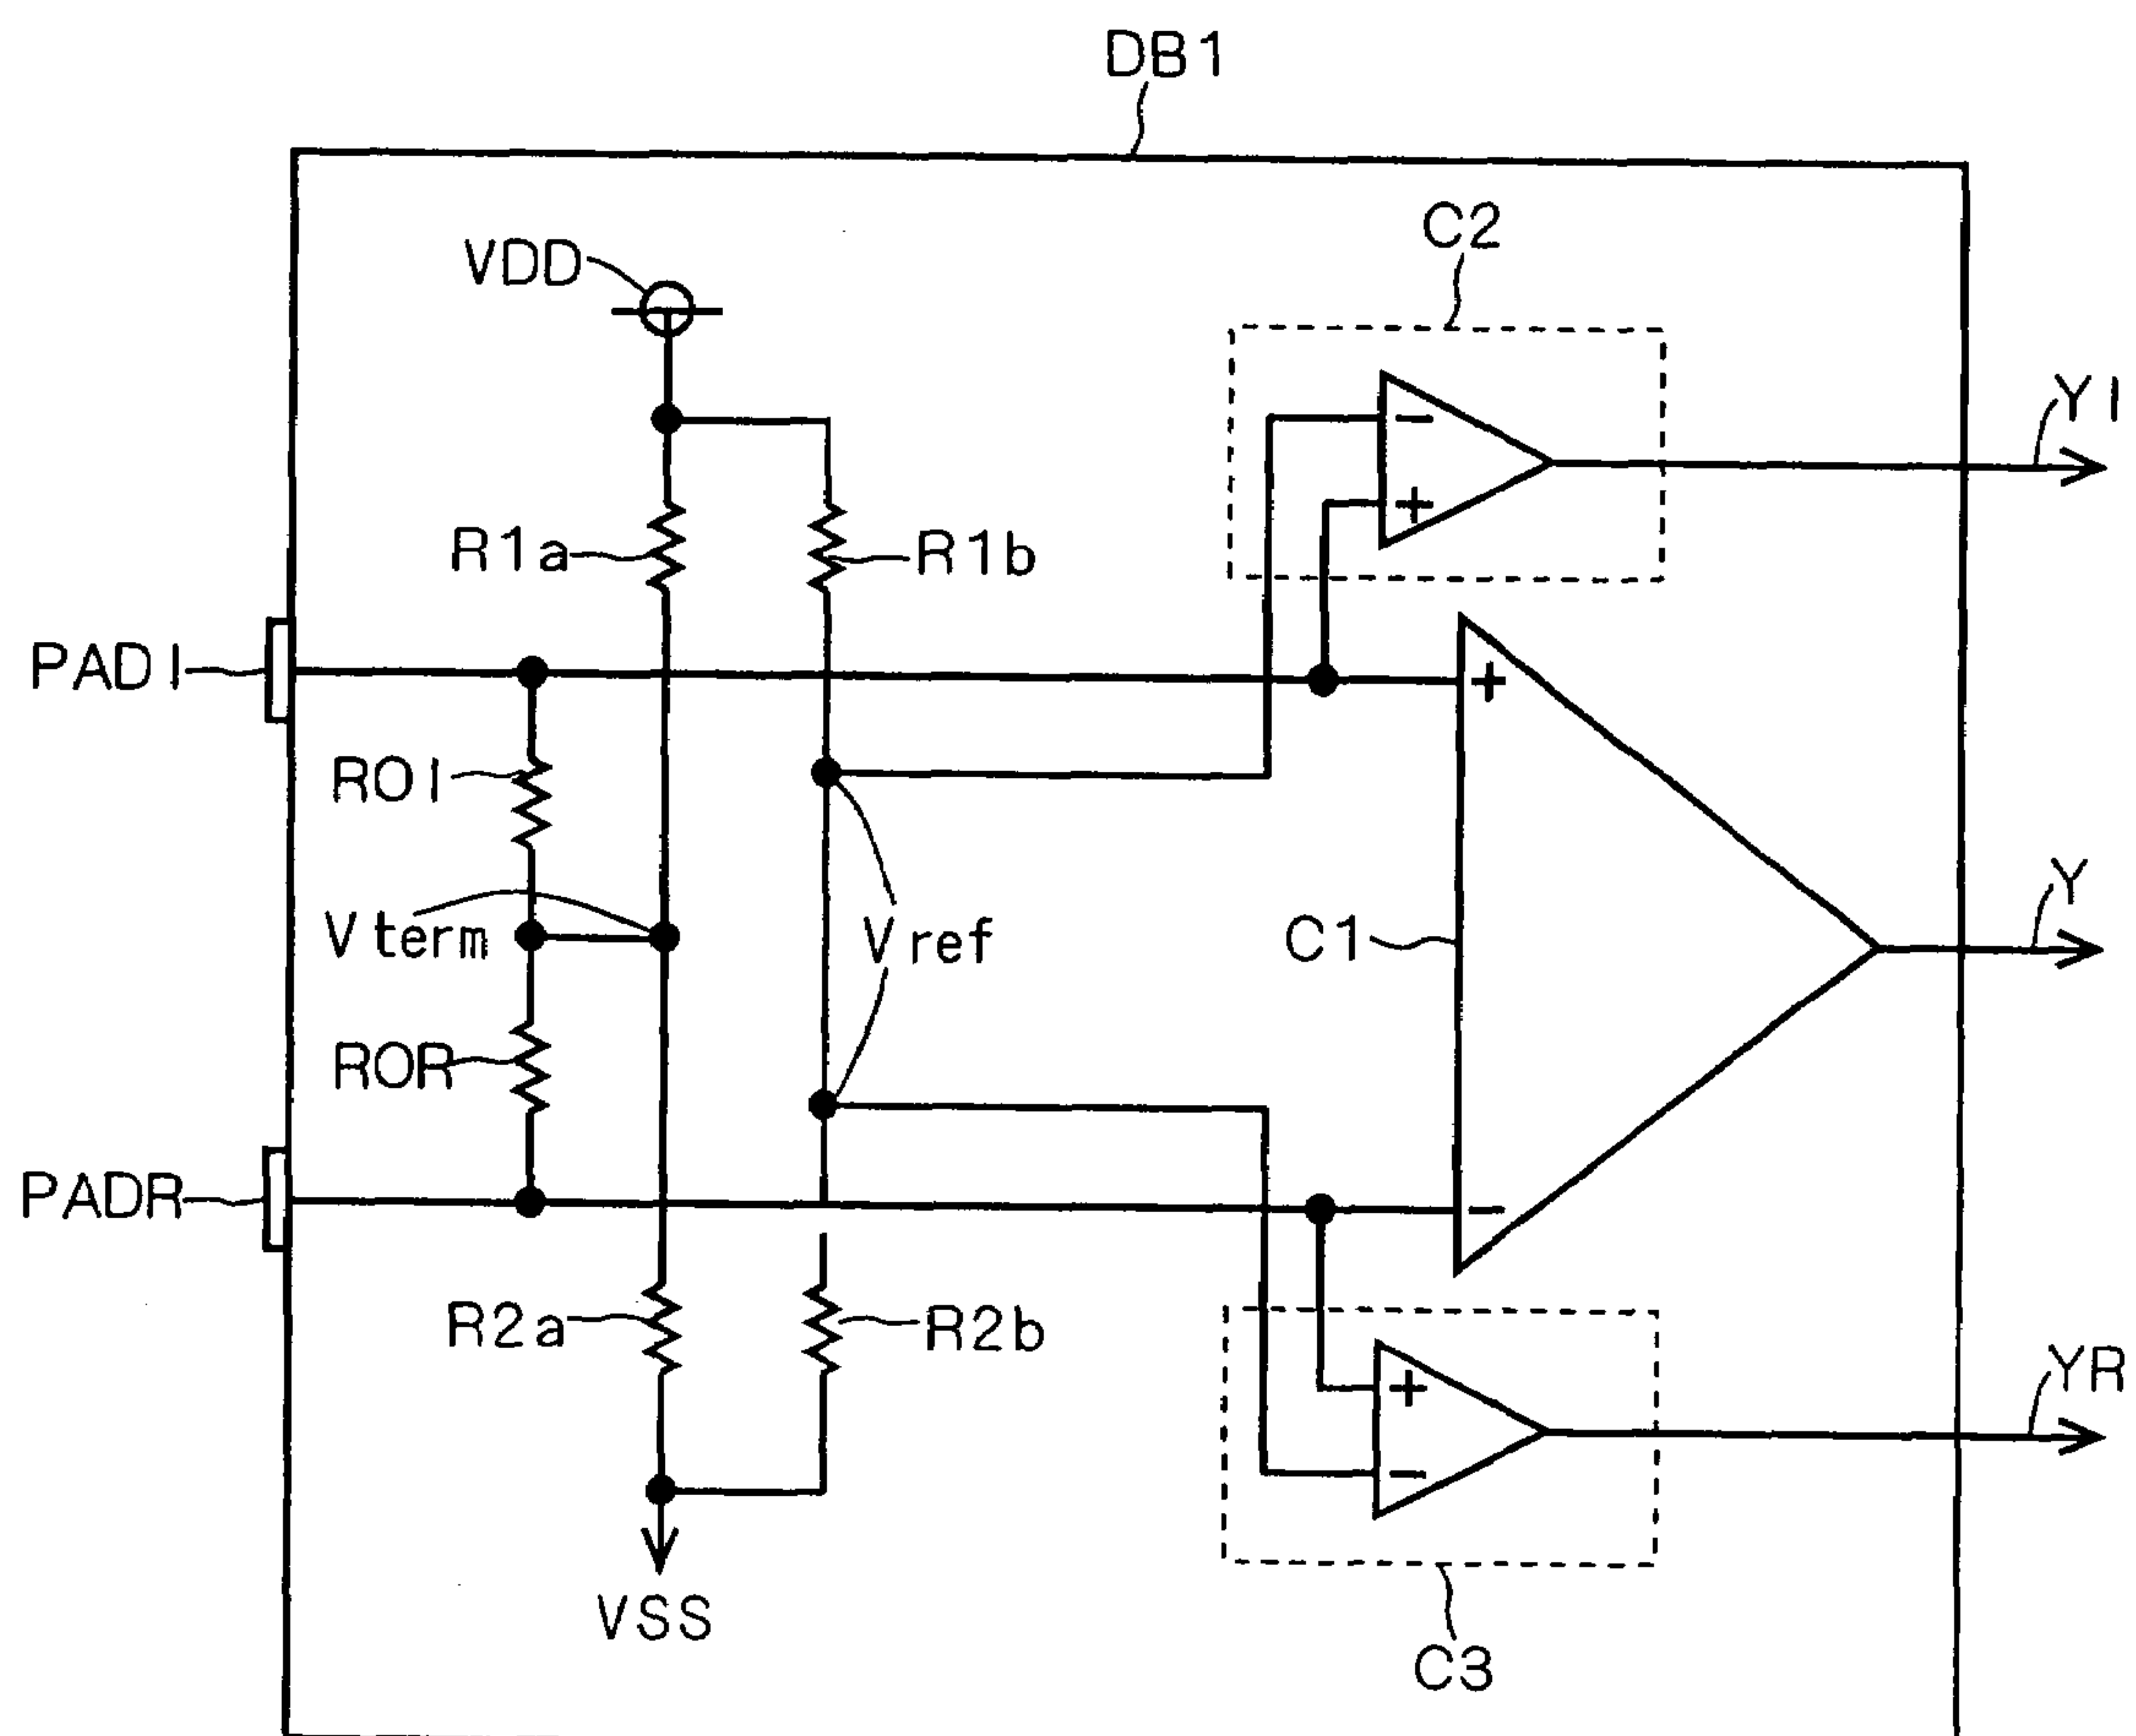 DB1
C2
VDD
YI
R1a
R1b
PADI
+
-
+
ROI
Vterm
Vref
C1
Y
ROR
PADR
-
R2a
R2b
+
-
YR
VSS
C3